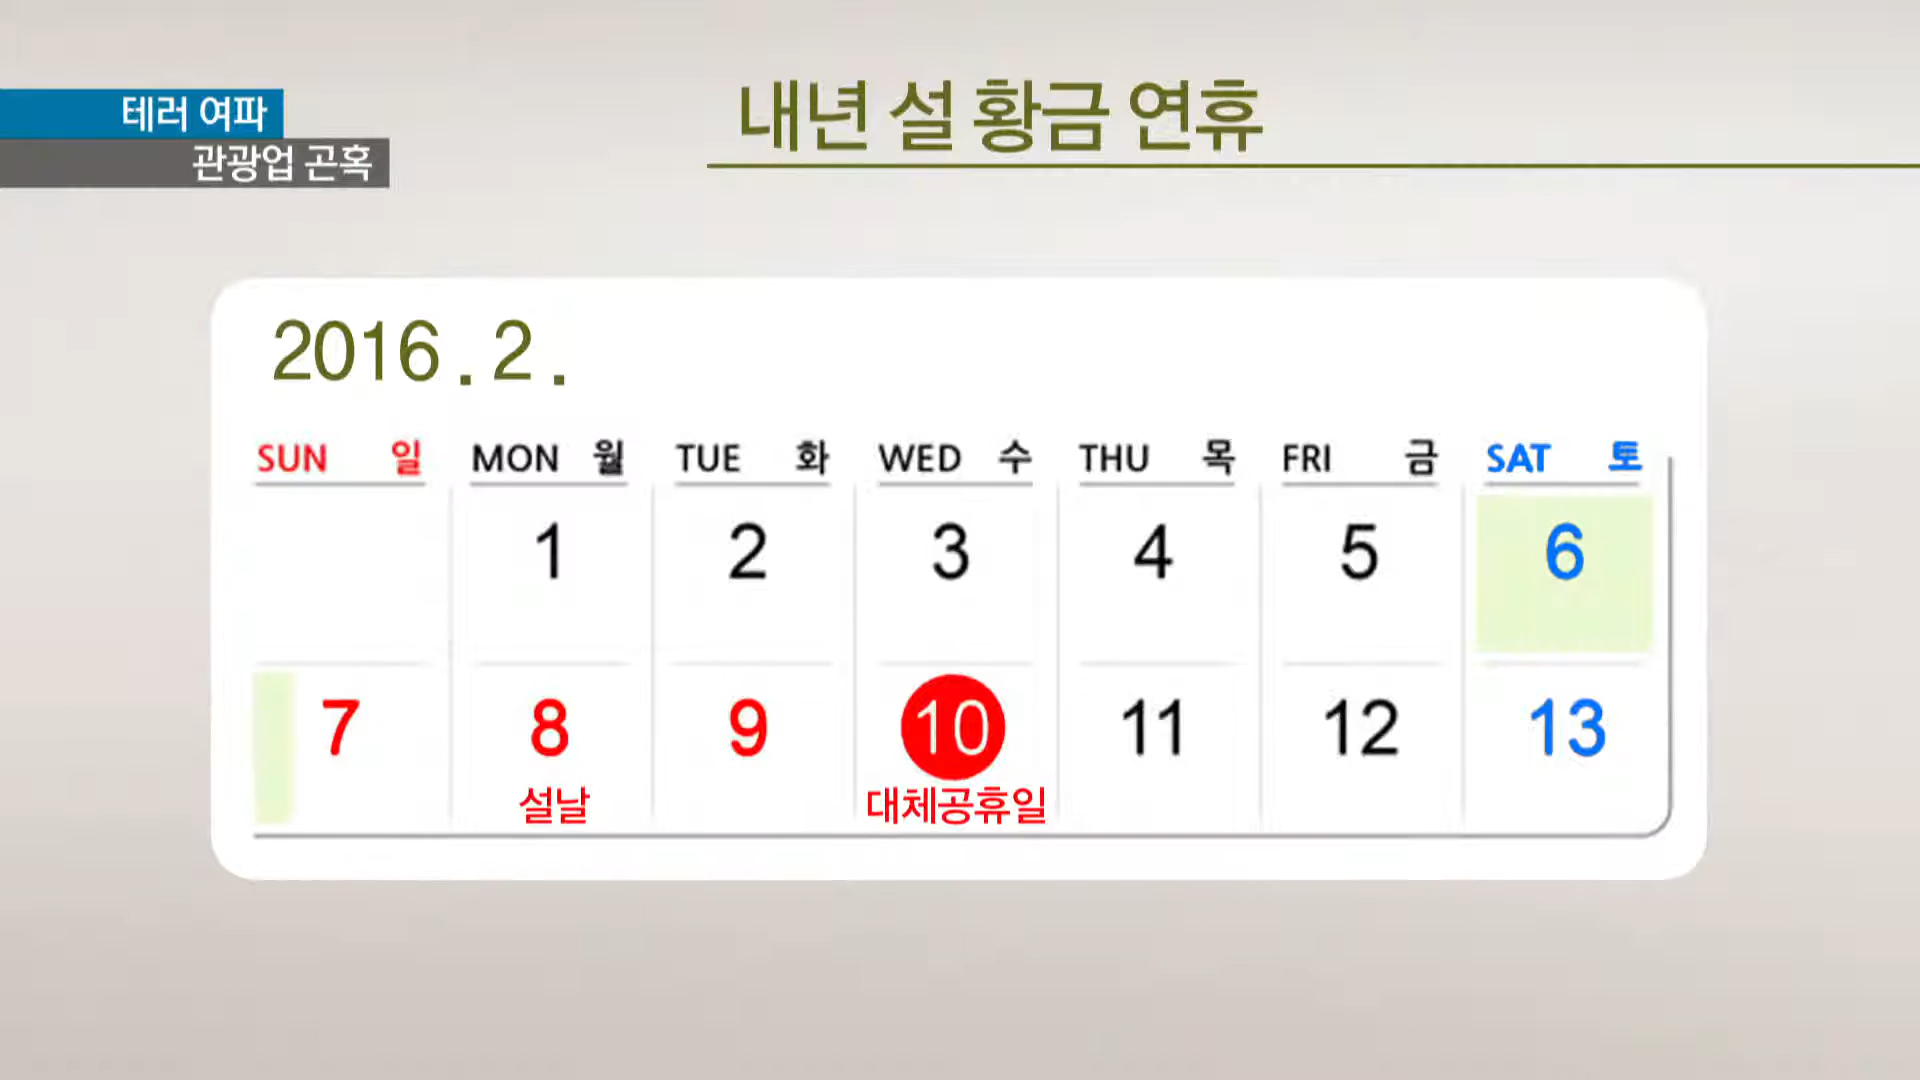 테러 여파
관광업 곤혹
내년 설 황금 연휴
2016. 2.
SUN 일 MON 월 TUE 화 WED 수 THU 목 FRI 금 SAT 토
1 2 3 4 5 6
7 8 9 10 11 12 13
설날 대체공휴일